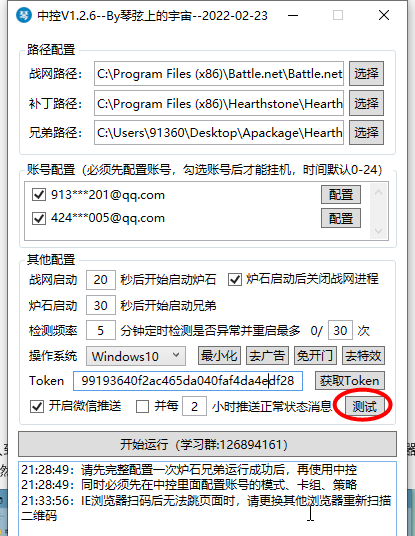 琴 中控V1.2.6--By琴弦上的宇宙--2022-02-23
路径配置
战网路径： C:\Program Files (x86)\Battle.net\Battle.net 选择
补丁路径： C:\Program Files (x86)\Hearthstone\Hearth 选择
兄弟路径： C:\Users\91360\Desktop\Apackage\Hearth 选择
账号配置（必须先配置账号，勾选账号后才能挂机，时间默认0-24）
913***201@qq.com 配置
424***005@qq.com 配置
其他配置
战网启动 20 秒后开始启动炉石 炉石启动后关闭战网进程
炉石启动 30 秒后开始启动兄弟
检测频率 5 分钟定时检测是否异常并重启最多 0/ 30 次
操作系统 Windows10 最小化 去广告 免开门 去特效
Token 99193640f2ac465da040faf4da4edf28 获取Token
开启微信推送 并每 2 小时推送正常状态消息 测试
开始运行（学习群:126894161）
21:28:49：请先完整配置一次炉石兄弟运行成功后，再使用中控
21:28:49：同时必须先在中控里面配置账号的模式、卡组、策略
21:33:56：IE浏览器扫码后无法跳页面时，请更换其他浏览器重新扫描
二维码